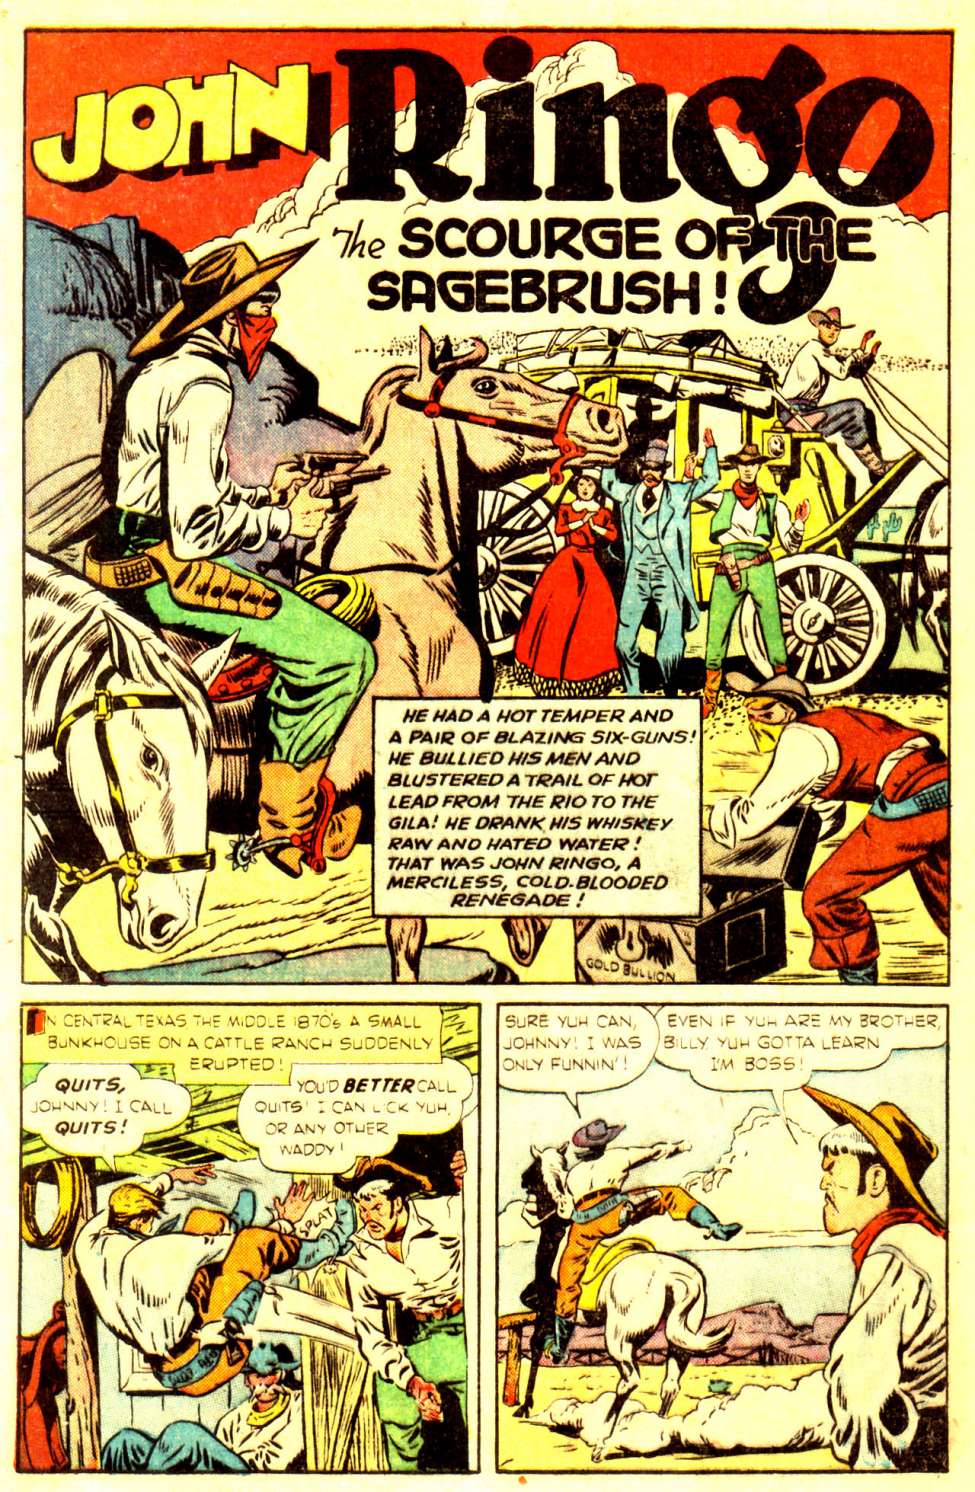 JOHN Ringo
The SCOURGE OF THE
SAGEBRUSH!
HE HAD A HOT TEMPER AND
A PAIR OF BLAZING SIX-GUNS!
HE BULLIED HIS MEN AND
BLUSTERED A TRAIL OF HOT
LEAD FROM THE RIO TO THE
GILA! HE DRANK HIS WHISKEY
RAW AND HATED WATER!
THAT WAS JOHN RINGO, A
MERCILESS, COLD-BLOODED
RENEGADE!
GOLD BULLION
IN CENTRAL TEXAS THE MIDDLE 1870's A SMALL
BUNKHOUSE ON A CATTLE RANCH SUDDENLY
ERUPTED!
QUITS,
JOHNNY! I CALL
QUITS!
YOU'D BETTER CALL
QUITS! I CAN LICK YUH,
OR ANY OTHER
WADDY!
SPLAT
SURE YUH CAN,
JOHNNY! I WAS
ONLY FUNNIN'!
EVEN IF YUH ARE MY BROTHER,
BILLY, YUH GOTTA LEARN
I'M BOSS!